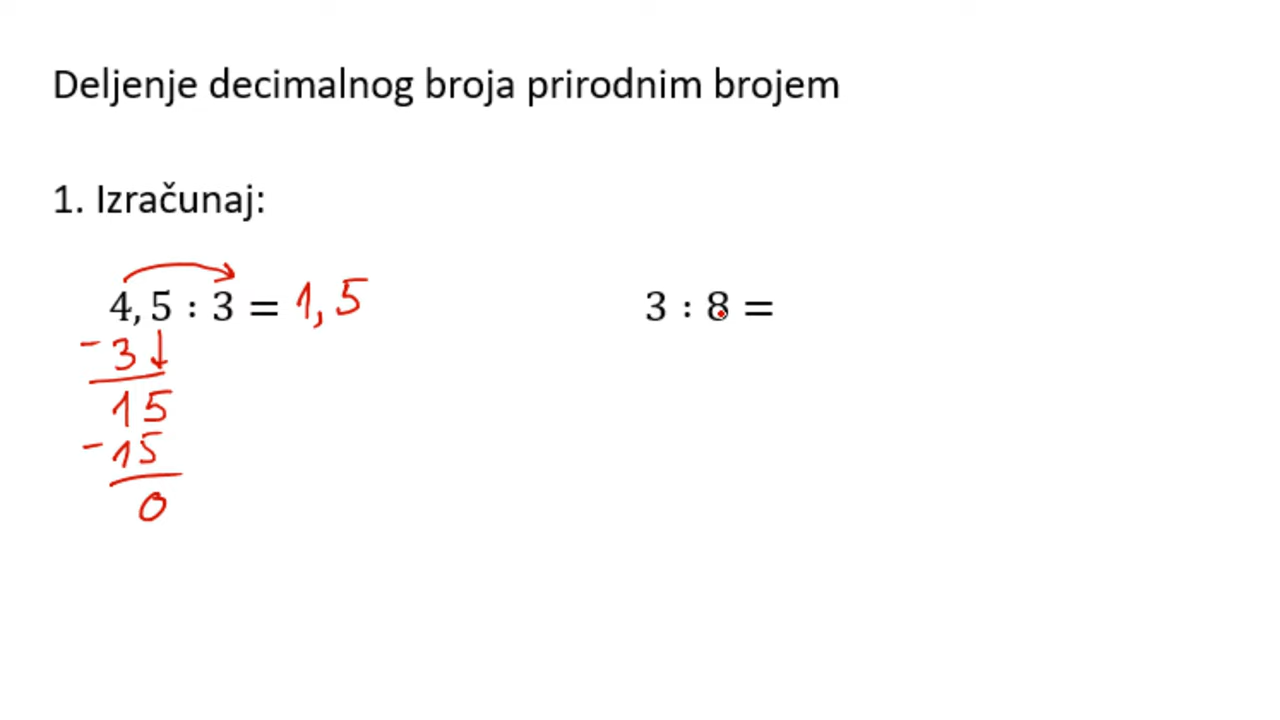 Deljenje decimalnog broja prirodnim brojem
1. Izračunaj:
4,5 : 3 = 1,5
-3
15
-15
0
3 : 8 =